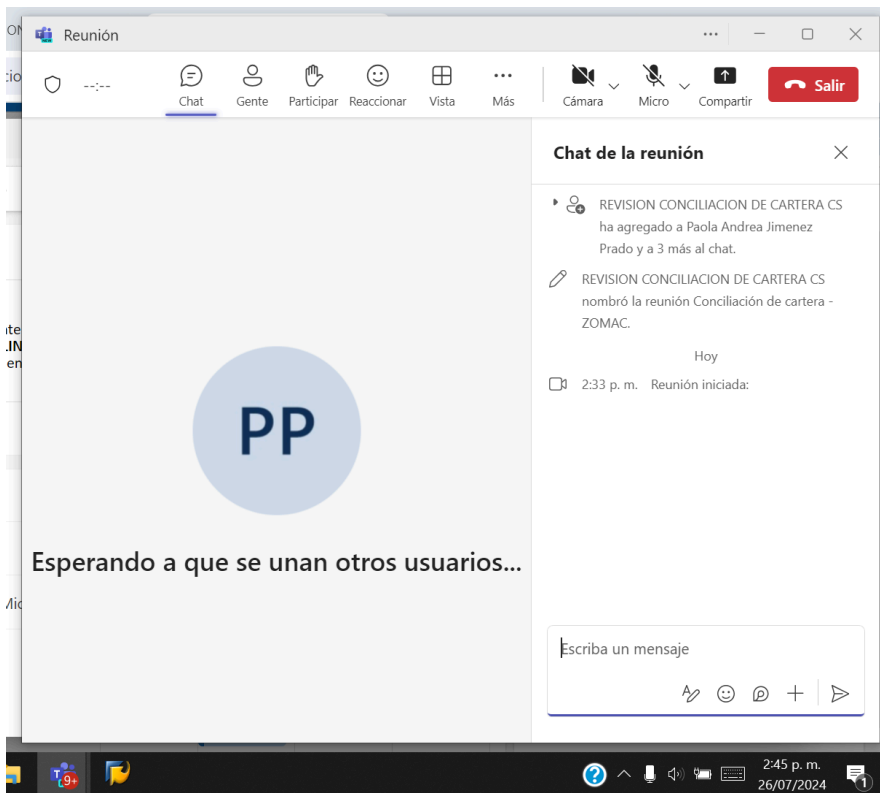 Reunión
--:--
Chat
Gente
Participar
Reaccionar
Vista
Más
Cámara
Micro
Compartir
Salir
Chat de la reunión
REVISION CONCILIACION DE CARTERA CS
ha agregado a Paola Andrea Jimenez
Prado y a 3 más al chat.
REVISION CONCILIACION DE CARTERA CS
nombró la reunión Conciliación de cartera -
ZOMAC.
Hoy
2:33 p. m. Reunión iniciada:
PP
Esperando a que se unan otros usuarios...
Escriba un mensaje
9+
2:45 p. m.
26/07/2024
1